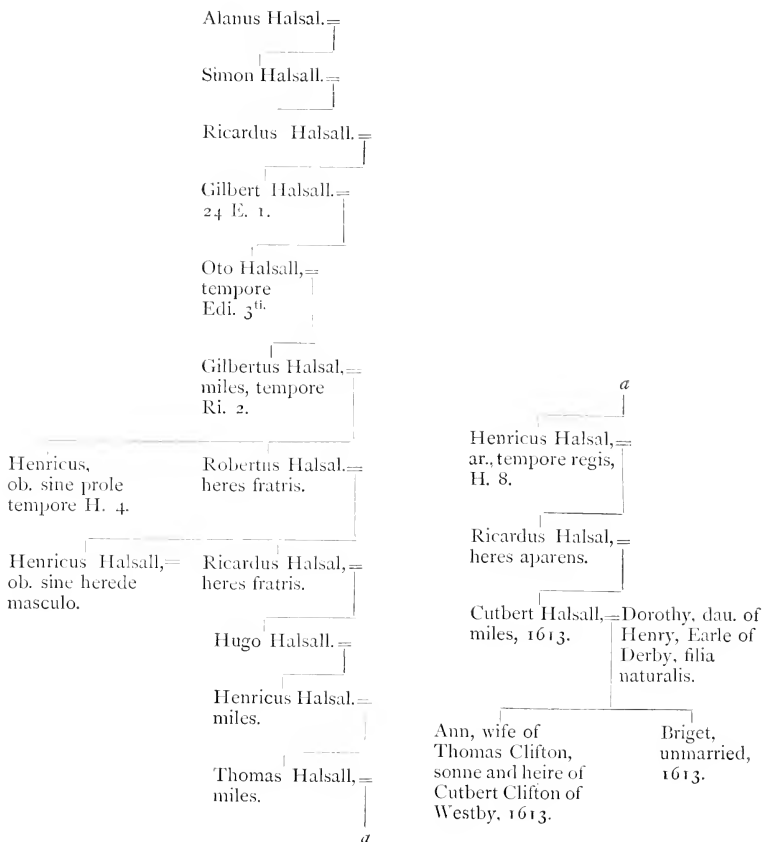 Alanus Halsal.=
Simon Halsall.=
Ricardus Halsall.=
Gilbert Halsall.=
24 E. 1.
Oto Halsall,=
tempore
Edi. 3ti.
Gilbertus Halsal,=
miles, tempore
Ri. 2.
Henricus,
ob. sine prole
tempore H. 4.
Robertus Halsal.=
heres fratris.
Henricus Halsall,=
ob. sine herede
masculo.
Ricardus Halsal,=
heres fratris.
Hugo Halsall.=
Henricus Halsal.=
miles.
Thomas Halsall,=
miles.
a
a
Henricus Halsal,=
ar., tempore regis,
H. 8.
Ricardus Halsal,=
heres aparens.
Cutbert Halsall,=Dorothy, dau. of
miles, 1613.
Henry, Earle of
Derby, filia
naturalis.
Ann, wife of
Thomas Clifton,
sonne and heire of
Cutbert Clifton of
Westby, 1613.
Briget,
unmarried,
1613.